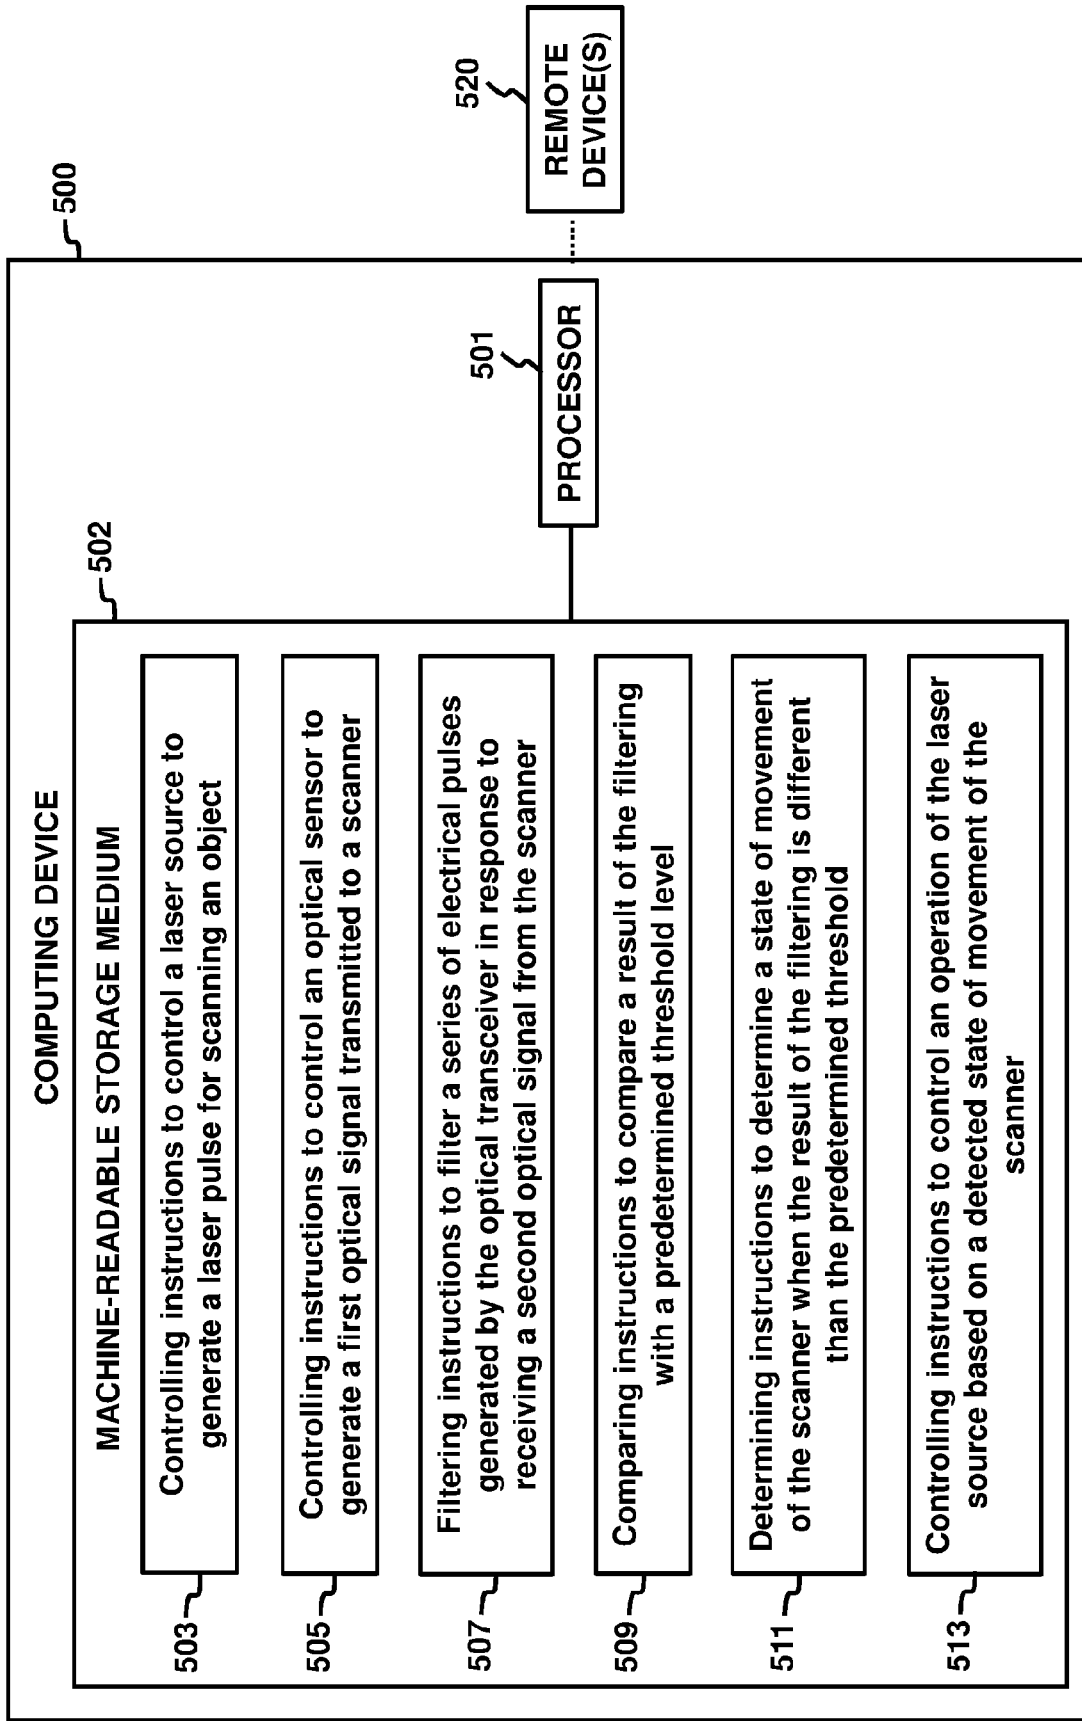 COMPUTING DEVICE
500
MACHINE-READABLE STORAGE MEDIUM
502
503
Controlling instructions to control a laser source to
generate a laser pulse for scanning an object
505
Controlling instructions to control an optical sensor to
generate a first optical signal transmitted to a scanner
507
Filtering instructions to filter a series of electrical pulses
generated by the optical transceiver in response to
receiving a second optical signal from the scanner
509
Comparing instructions to compare a result of the filtering
with a predetermined threshold level
511
Determining instructions to determine a state of movement
of the scanner when the result of the filtering is different
than the predetermined threshold
513
Controlling instructions to control an operation of the laser
source based on a detected state of movement of the
scanner
501
PROCESSOR
520
REMOTE
DEVICE(S)